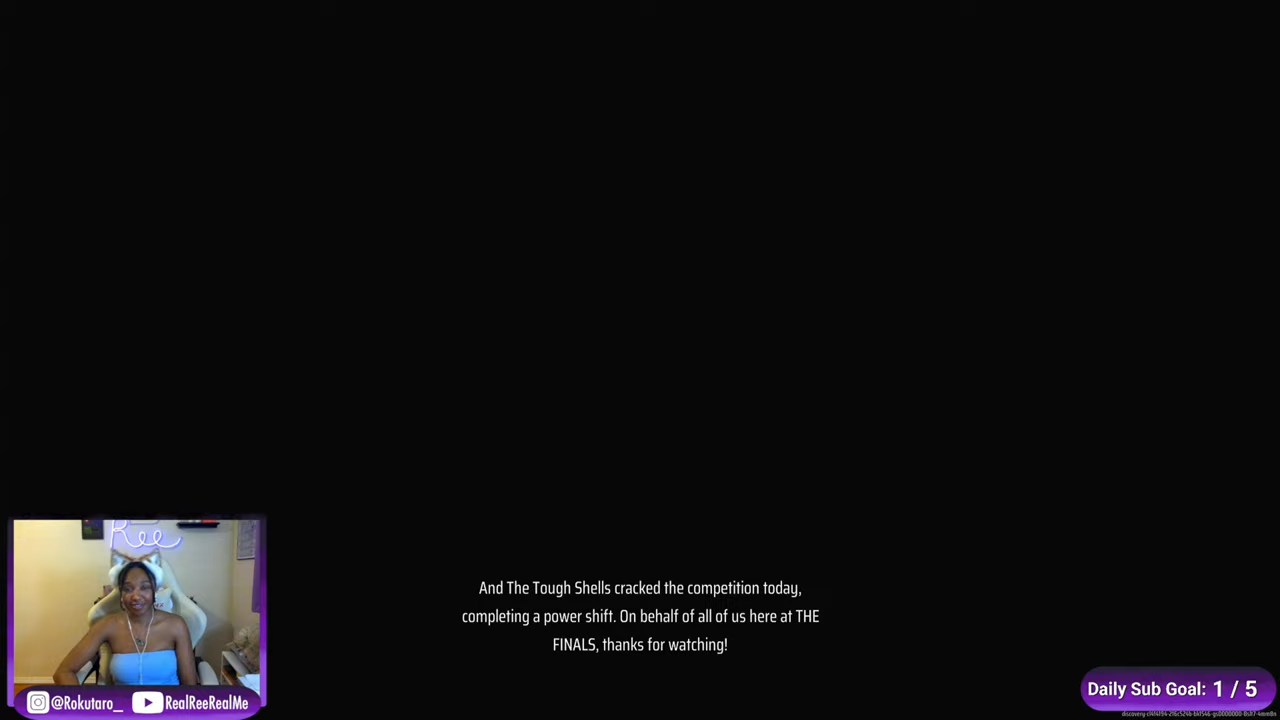 Ree
And The Tough Shells cracked the competition today,
completing a power shift. On behalf of all of us here at THE
FINALS, thanks for watching!
@Rokutaro_ RealReeRealMe
Daily Sub Goal: 1 / 5